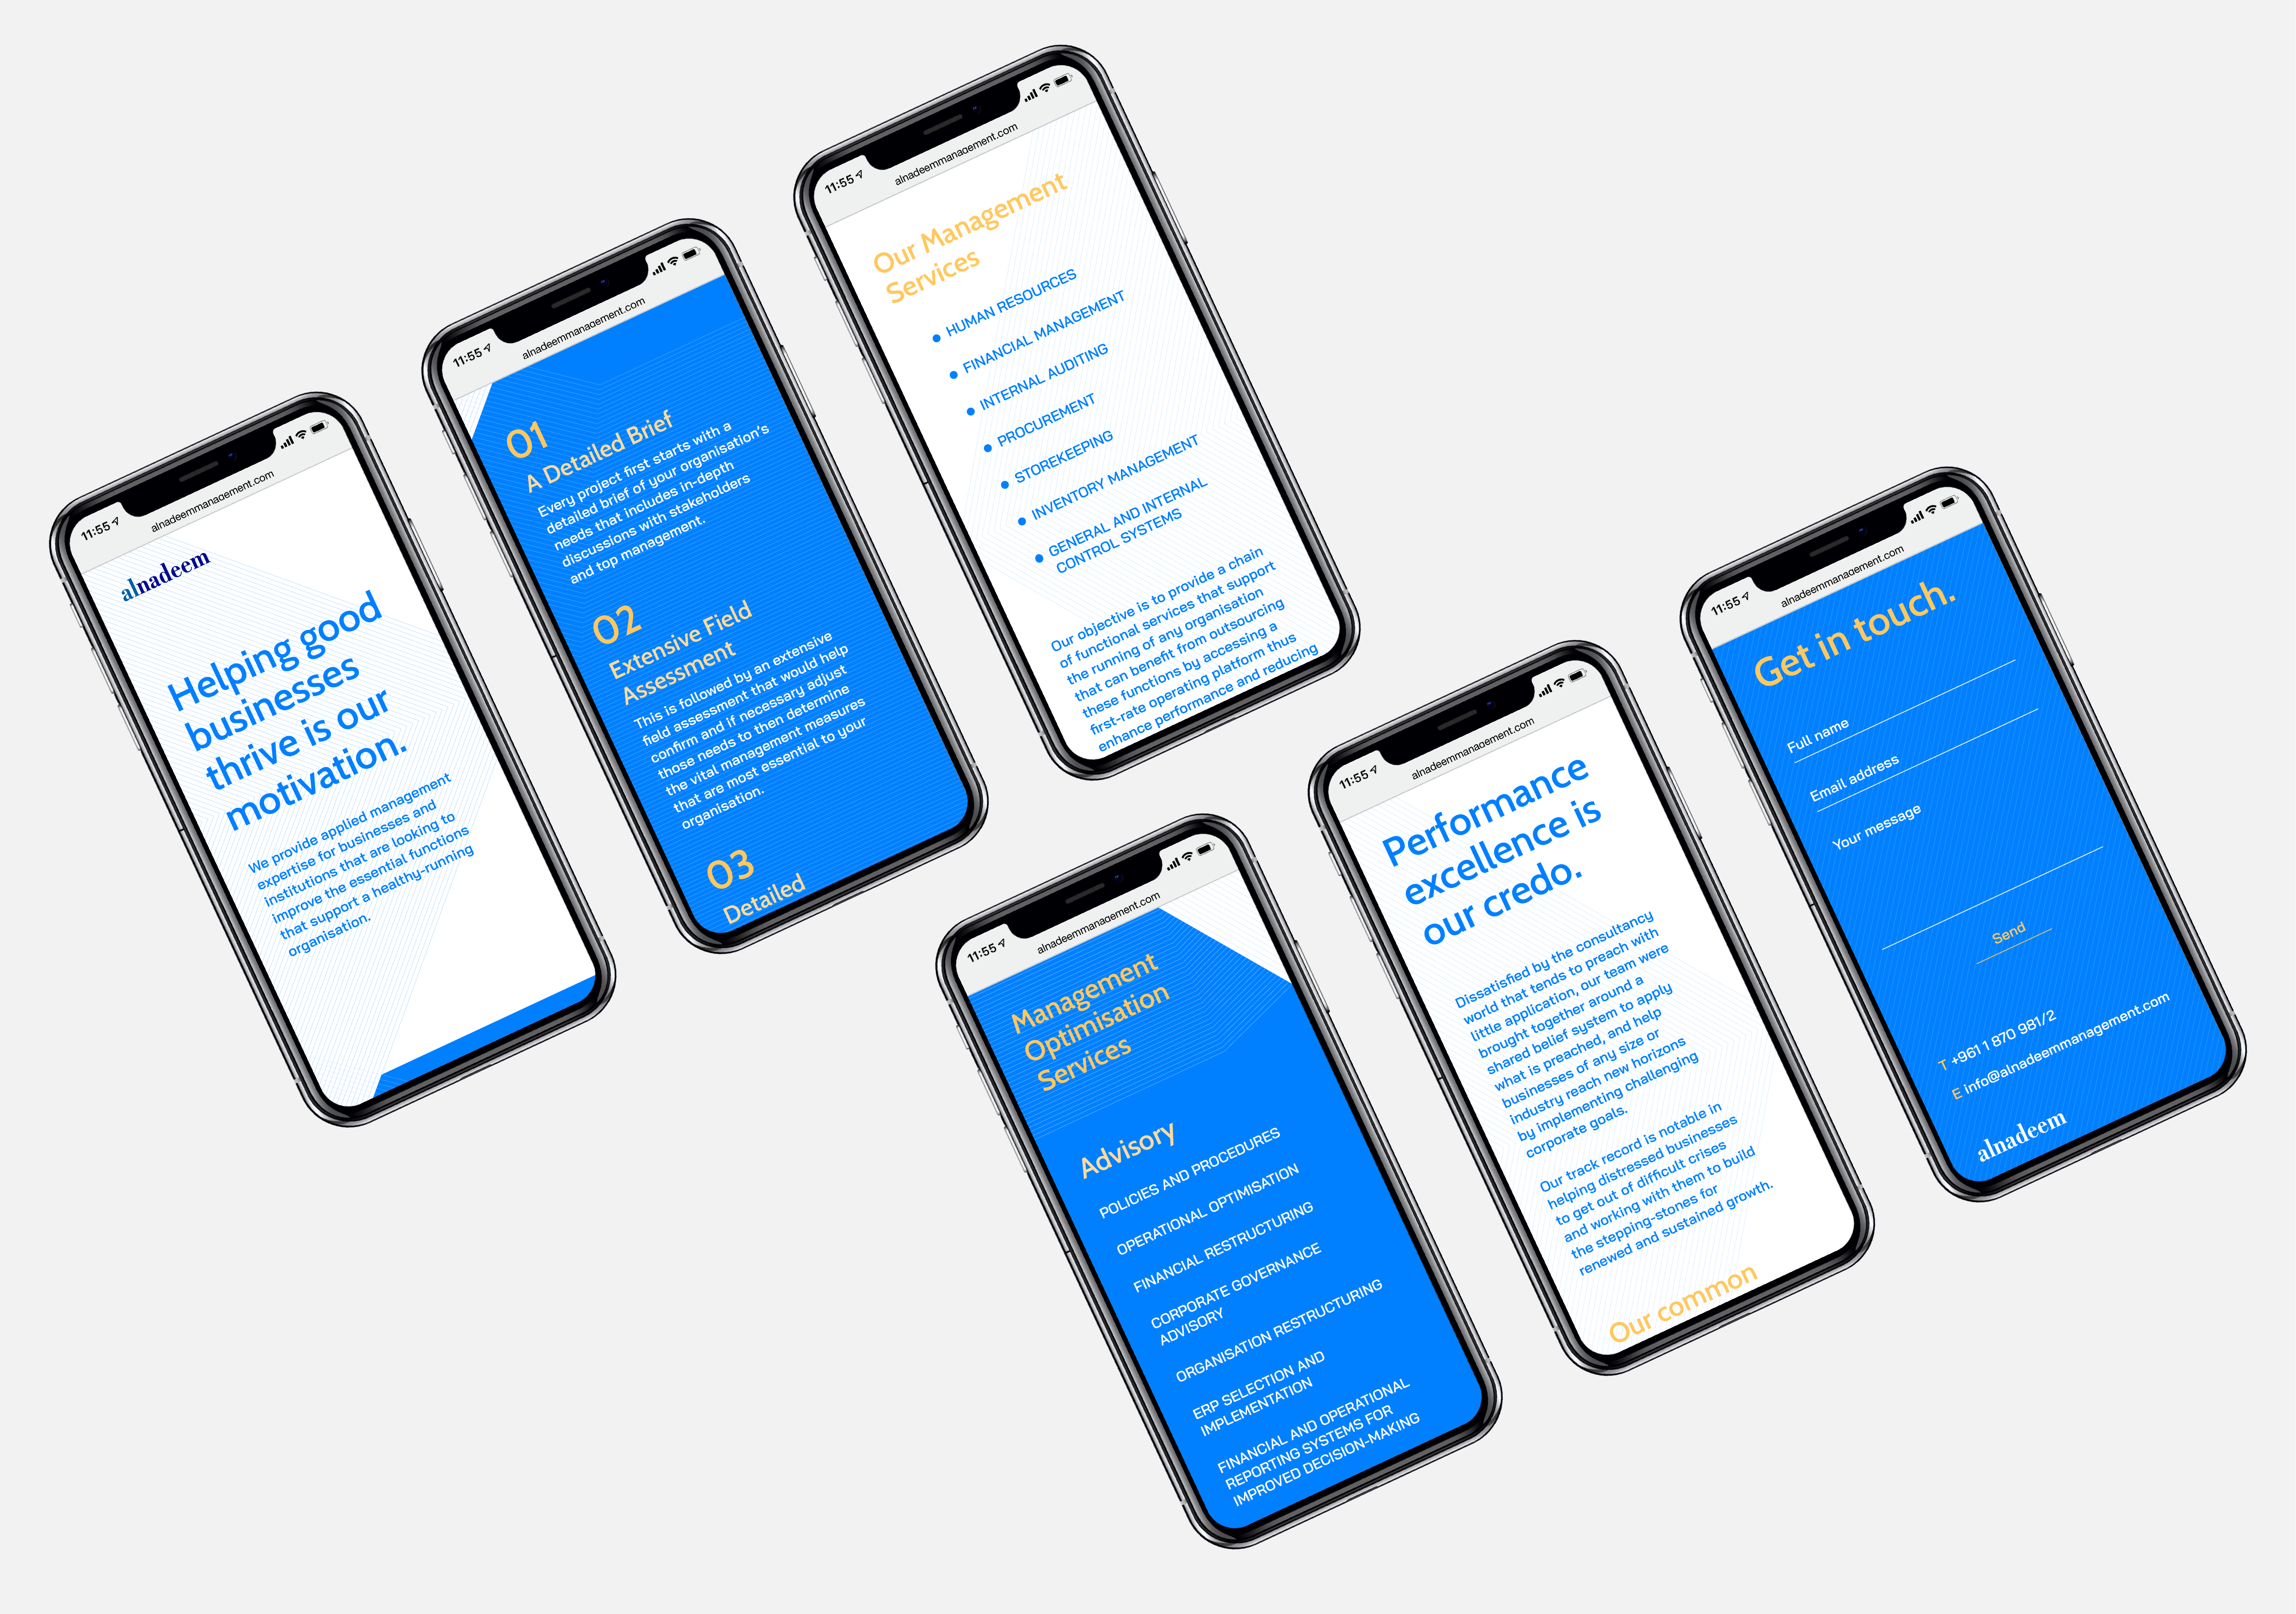 11:55
alnadeemmanagement.com
alnadeem
Helping good
businesses
thrive is our
motivation.
We provide applied management
expertise for businesses and
institutions that are looking to
improve the essential functions
that support a healthy-running
organisation.
11:55
alnadeemmanagement.com
01
A Detailed Brief
Every project first starts with a
detailed brief of your organisation's
needs that includes in-depth
discussions with stakeholders
and top management.
02
Extensive Field
Assessment
This is followed by an extensive
field assessment that would help
confirm and if necessary adjust
those needs to then determine
the vital management measures
that are most essential to your
organisation.
03
Detailed
11:55
alnadeemmanagement.com
Our Management
Services
• HUMAN RESOURCES
• FINANCIAL MANAGEMENT
• INTERNAL AUDITING
• PROCUREMENT
• STOREKEEPING
• INVENTORY MANAGEMENT
• GENERAL AND INTERNAL
CONTROL SYSTEMS
Our objective is to provide a chain
of functional services that support
the running of any organisation
that can benefit from outsourcing
these functions by accessing a
first-rate operating platform thus
enhance performance and reducing
11:55
alnadeemmanagement.com
Management
Optimisation
Services
Advisory
POLICIES AND PROCEDURES
OPERATIONAL OPTIMISATION
FINANCIAL RESTRUCTURING
CORPORATE GOVERNANCE
ADVISORY
ORGANISATION RESTRUCTURING
ERP SELECTION AND
IMPLEMENTATION
FINANCIAL AND OPERATIONAL
REPORTING SYSTEMS FOR
IMPROVED DECISION-MAKING
11:55
alnadeemmanagement.com
Performance
excellence is
our credo.
Dissatisfied by the consultancy
world that tends to preach with
little application, our team were
brought together around a
shared belief system to apply
what is preached, and help
businesses of any size or
industry reach new horizons
by implementing challenging
corporate goals.
Our track record is notable in
helping distressed businesses
to get out of difficult crises
and working with them to build
the stepping-stones for
renewed and sustained growth.
Our common
11:55
alnadeemmanagement.com
Get in touch.
Full name
Email address
Your message
Send
T +961 1 870 981/2
E info@alnadeemmanagement.com
alnadeem